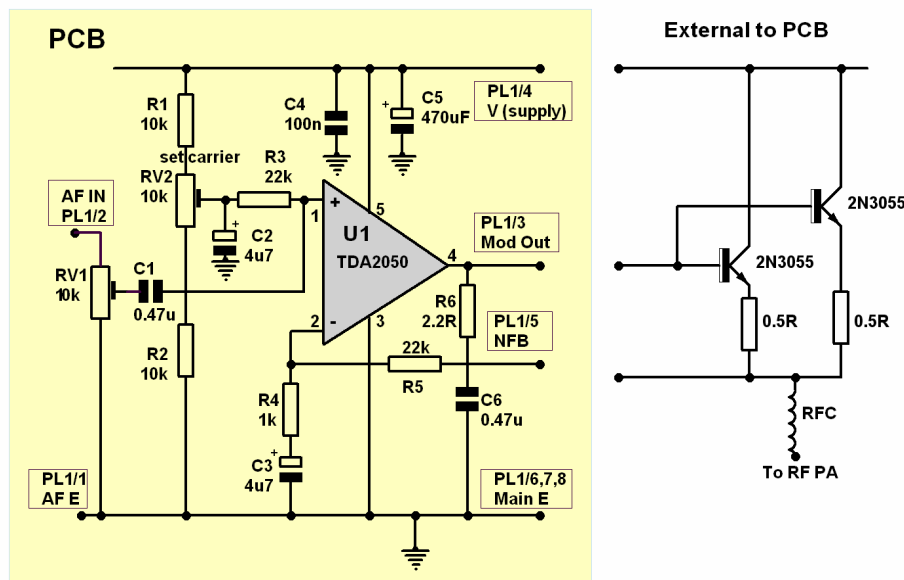 PCB
External to PCB
R1
10k
C4
100n
+
C5
470uF
PL1/4
V (supply)
set carrier
RV2
10k
R3
22k
AF IN
PL1/2
+
C2
4u7
+
1
5
U1
TDA2050
4
PL1/3
Mod Out
2N3055
2N3055
RV1
10k
C1
0.47u
R6
2.2R
2
-
3
PL1/5
NFB
0.5R
0.5R
R2
10k
22k
R5
R4
1k
C6
0.47u
RFC
+
C3
4u7
To RF PA
PL1/1
AF E
PL1/6,7,8
Main E